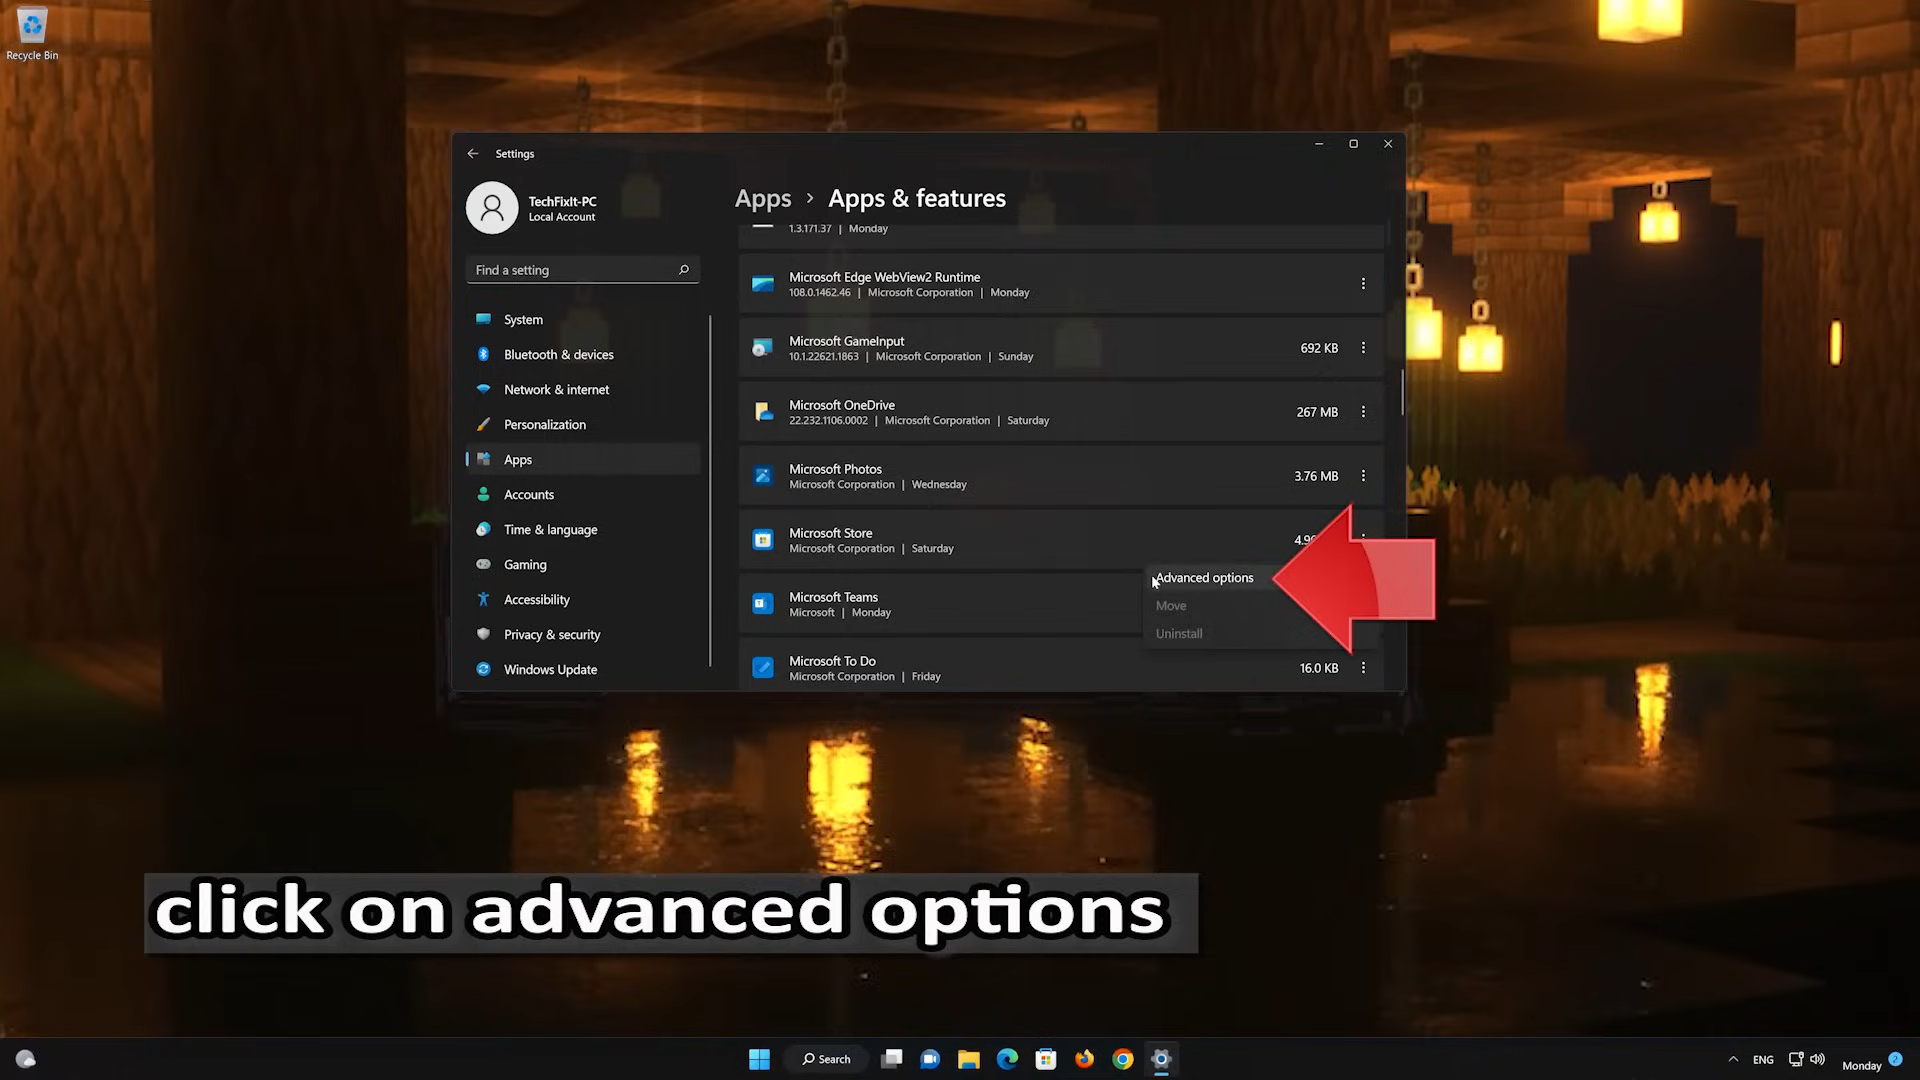 Recycle Bin
Settings
TechFixIt-PC
Local Account
Find a setting
System
Bluetooth & devices
Network & internet
Personalization
Apps
Accounts
Time & language
Gaming
Accessibility
Privacy & security
Windows Update
Apps > Apps & features
1.3.171.37 | Monday
Microsoft Edge WebView2 Runtime
108.0.1462.46 | Microsoft Corporation | Monday
Microsoft GameInput
10.1.22621.1863 | Microsoft Corporation | Sunday
692 KB
Microsoft OneDrive
22.232.1106.0002 | Microsoft Corporation | Saturday
267 MB
Microsoft Photos
Microsoft Corporation | Wednesday
3.76 MB
Microsoft Store
Microsoft Corporation | Saturday
Advanced options
Move
Uninstall
Microsoft Teams
Microsoft | Monday
Microsoft To Do
Microsoft Corporation | Friday
16.0 KB
click on advanced options
Search
ENG
Monday
2